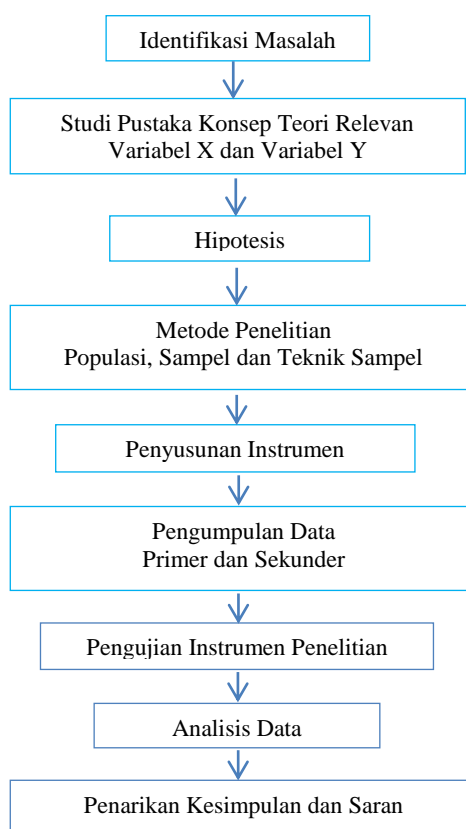 Identifikasi Masalah
Studi Pustaka Konsep Teori Relevan
Variabel X dan Variabel Y
Hipotesis
Metode Penelitian
Populasi, Sampel dan Teknik Sampel
Penyusunan Instrumen
Pengumpulan Data
Primer dan Sekunder
Pengujian Instrumen Penelitian
Analisis Data
Penarikan Kesimpulan dan Saran